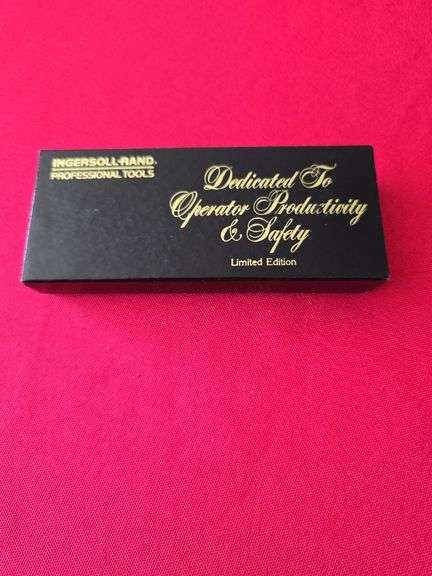 INGERSOLL-RAND®
PROFESSIONAL TOOLS
Dedicated To
Operator Productivity
& Safety
Limited Edition